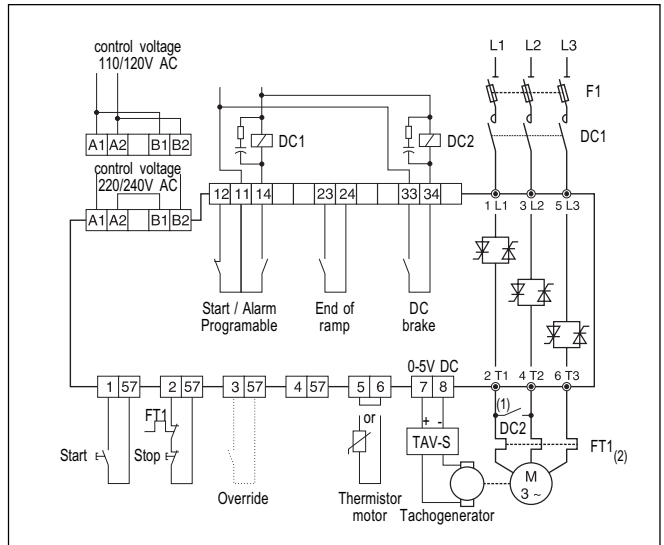 control voltage
110/120V AC
A1 A2 B1 B2
control voltage
220/240V AC
A1 A2 B1 B2
DC1
DC2
12 11 14 23 24 33 34
Start / Alarm
Programable
End of
ramp
DC
brake
L1 L2 L3
F1
DC1
1 L1 3 L2 5 L3
2 T1 4 T2 6 T3
(1)
DC2
FT1
(2)
M
3 ~
0-5V DC
1 57 2 57 3 57 4 57 5 6 7 8
FT1
Start
Stop
Override
or
Thermistor
motor
+ -
TAV-S
Tachogenerator